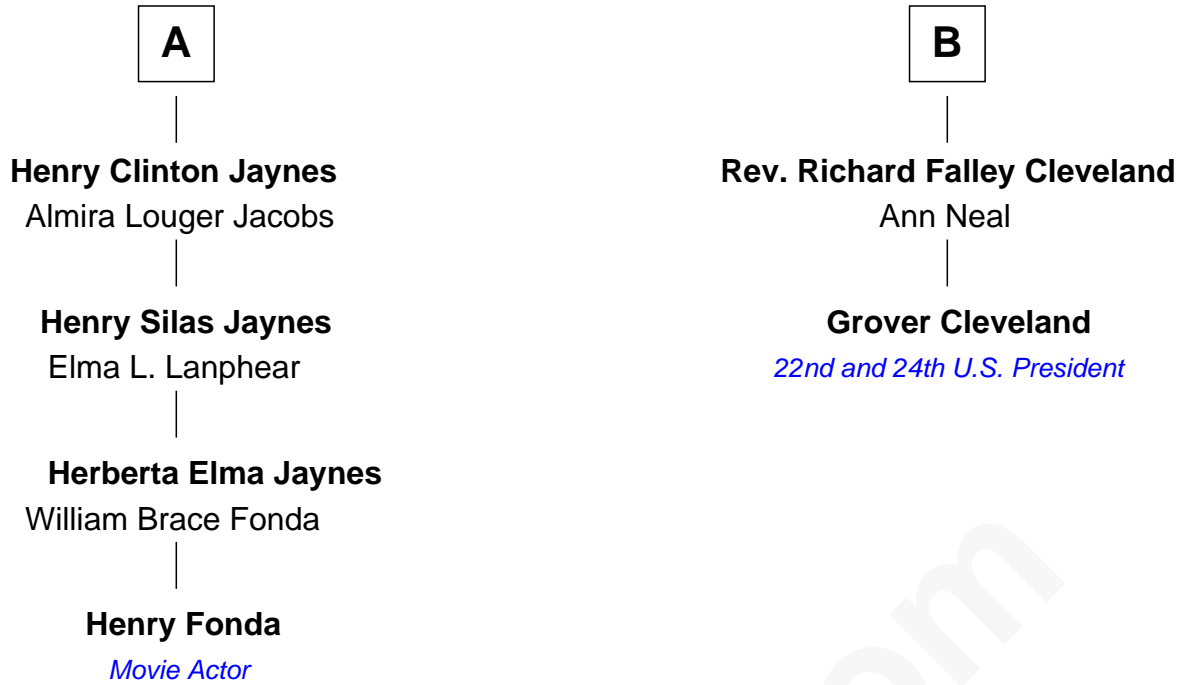 A
Henry Clinton Jaynes
Almira Louger Jacobs
Henry Silas Jaynes
Elma L. Lanphear
Herberta Elma Jaynes
William Brace Fonda
Henry Fonda
Movie Actor
B
Rev. Richard Falley Cleveland
Ann Neal
Grover Cleveland
22nd and 24th U.S. President
om